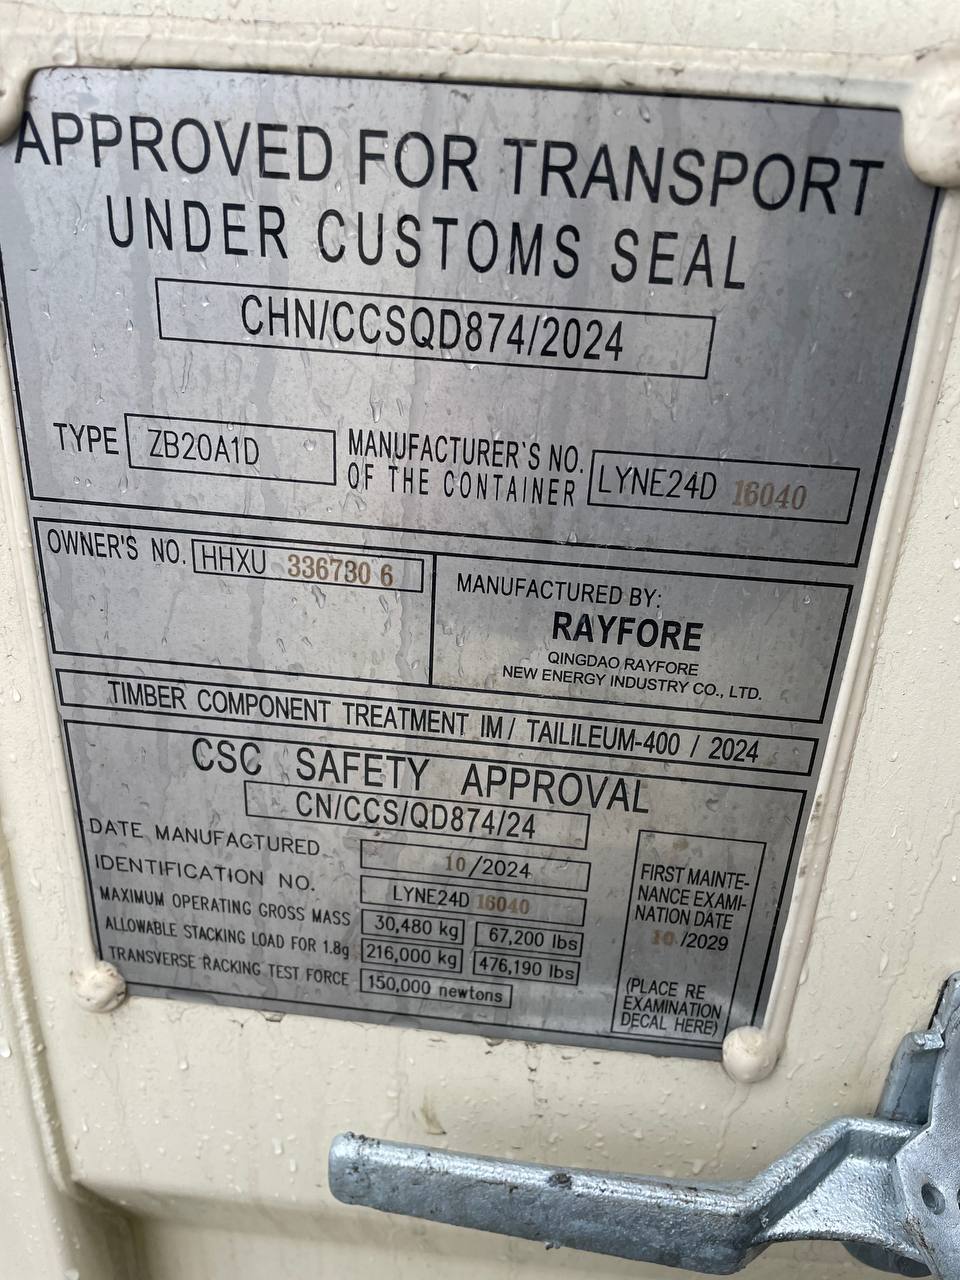 APPROVED FOR TRANSPORT
UNDER CUSTOMS SEAL
CHN/CCSQD874/2024
TYPE ZB20A1D MANUFACTURER'S NO. OF THE CONTAINER LYNE24D 16040
OWNER'S NO. HHXU 336730 6
MANUFACTURED BY:
RAYFORE
QINGDAO RAYFORE
NEW ENERGY INDUSTRY CO., LTD.
TIMBER COMPONENT TREATMENT IM / TAILILEUM-400 / 2024
CSC SAFETY APPROVAL
CN/CCS/QD874/24
DATE MANUFACTURED 10/2024
IDENTIFICATION NO. LYNE24D 16040
MAXIMUM OPERATING GROSS MASS 30,480 kg 67,200 lbs
ALLOWABLE STACKING LOAD FOR 1.8g 216,000 kg 476,190 lbs
TRANSVERSE RACKING TEST FORCE 150,000 newtons
FIRST MAINTE-
NANCE EXAMI-
NATION DATE
10/2029
(PLACE RE
EXAMINATION
DECAL HERE)